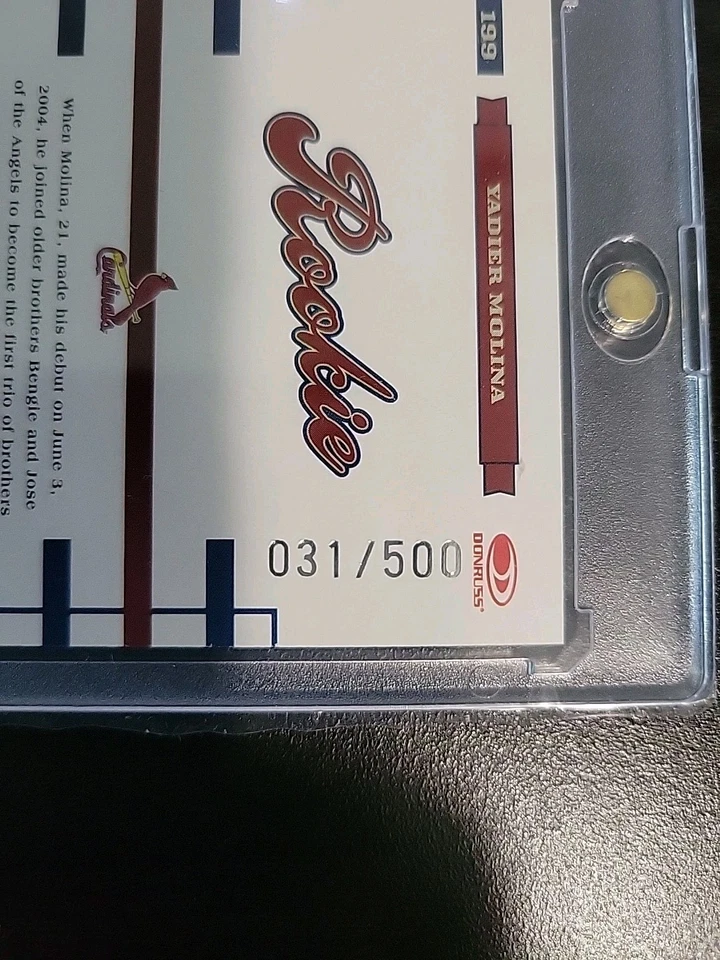 199
YADIER MOLINA
DONRUSS
Rookie
031/500
Cardinals
When Molina, 21, made his debut on June 3,
2004, he joined older brothers Bengie and Jose
of the Angels to become the first trio of brothers